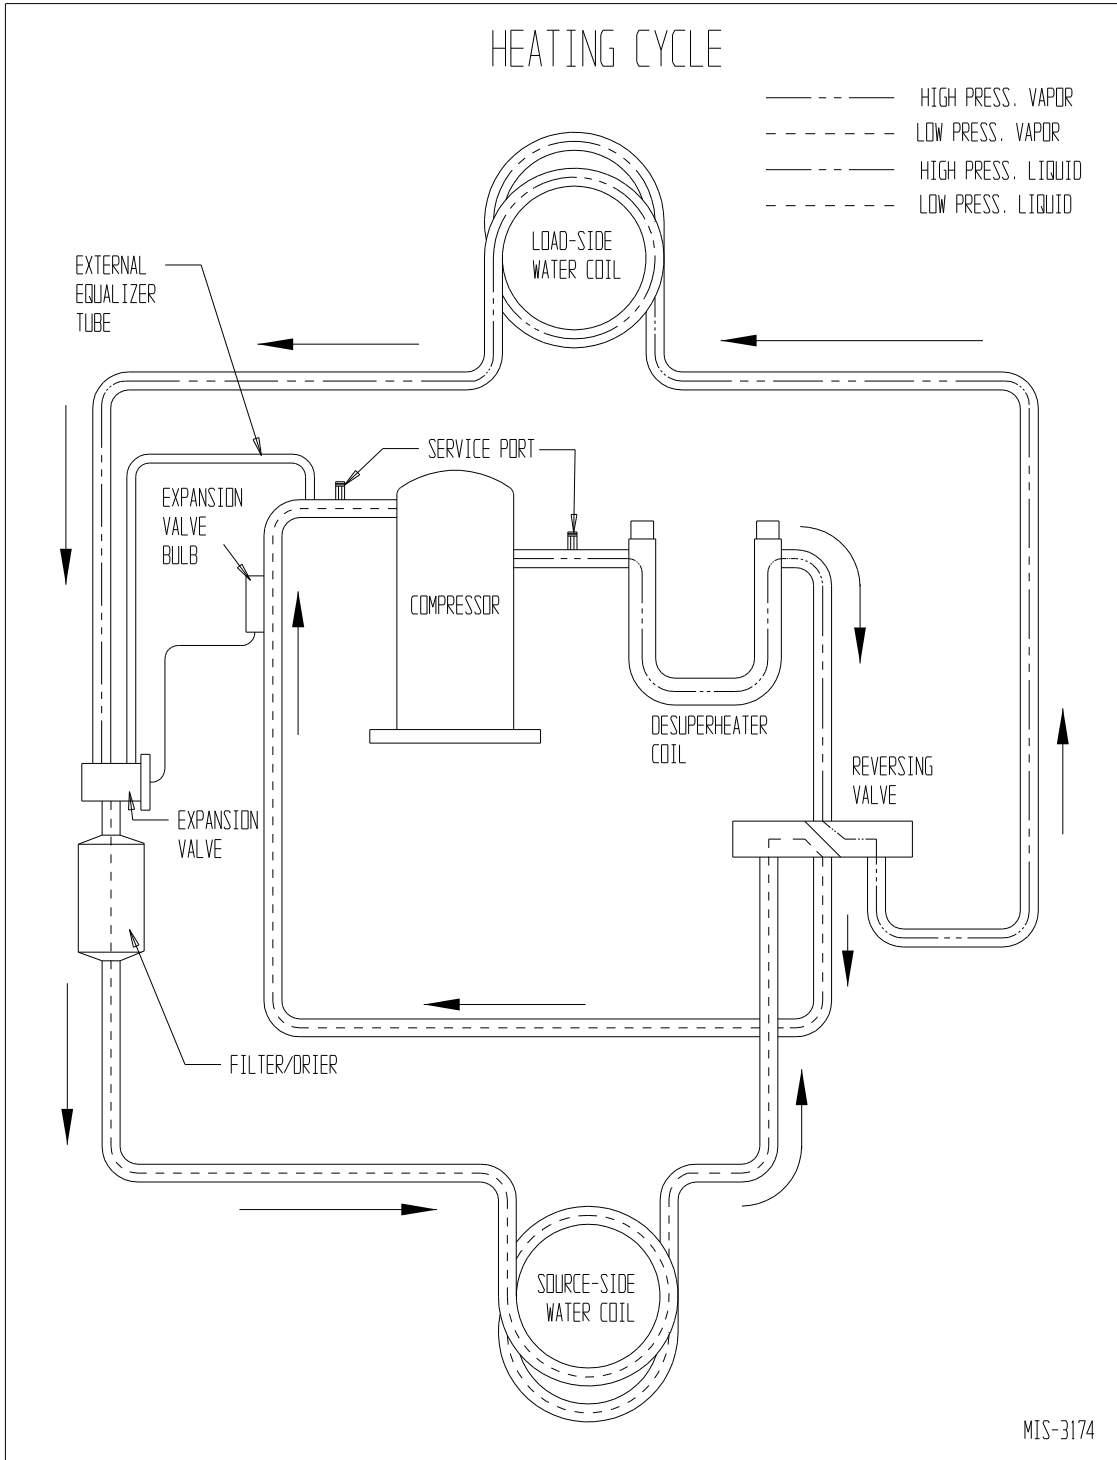 HEATING CYCLE
HIGH PRESS. VAPOR
LOW PRESS. VAPOR
HIGH PRESS. LIQUID
LOW PRESS. LIQUID
LOAD-SIDE
WATER COIL
EXTERNAL
EQUALIZER
TUBE
SERVICE PORT
EXPANSION
VALVE
BULB
COMPRESSOR
DESUPERHEATER
COIL
REVERSING
VALVE
EXPANSION
VALVE
FILTER/DRIER
SOURCE-SIDE
WATER COIL
MIS-3174